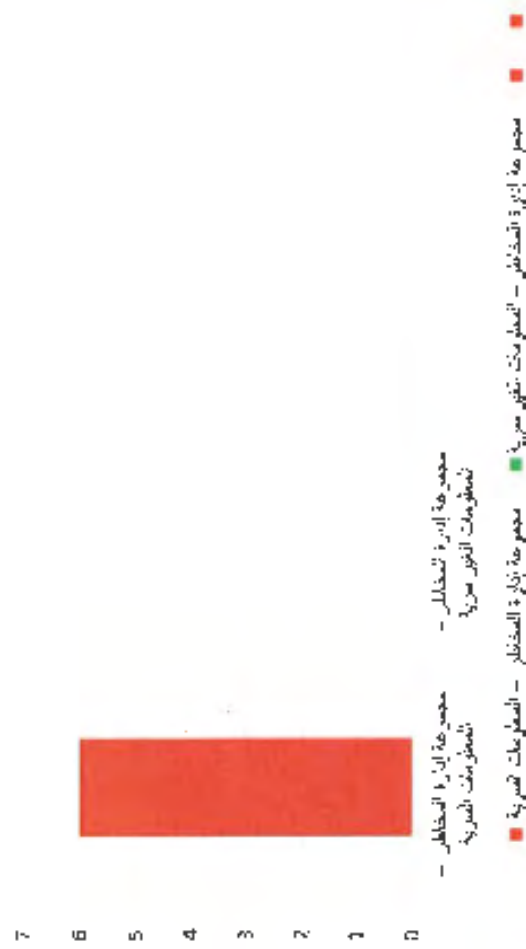 7
6
5
4
3
2
1
0
مجموعة إدارة المخاطر –
المعلومات السرية
مجموعة إدارة المخاطر –
المعلومات الغير سرية
مجموعة إدارة المخاطر – المعلومات السرية
مجموعة إدارة المخاطر – المعلومات الغير سرية